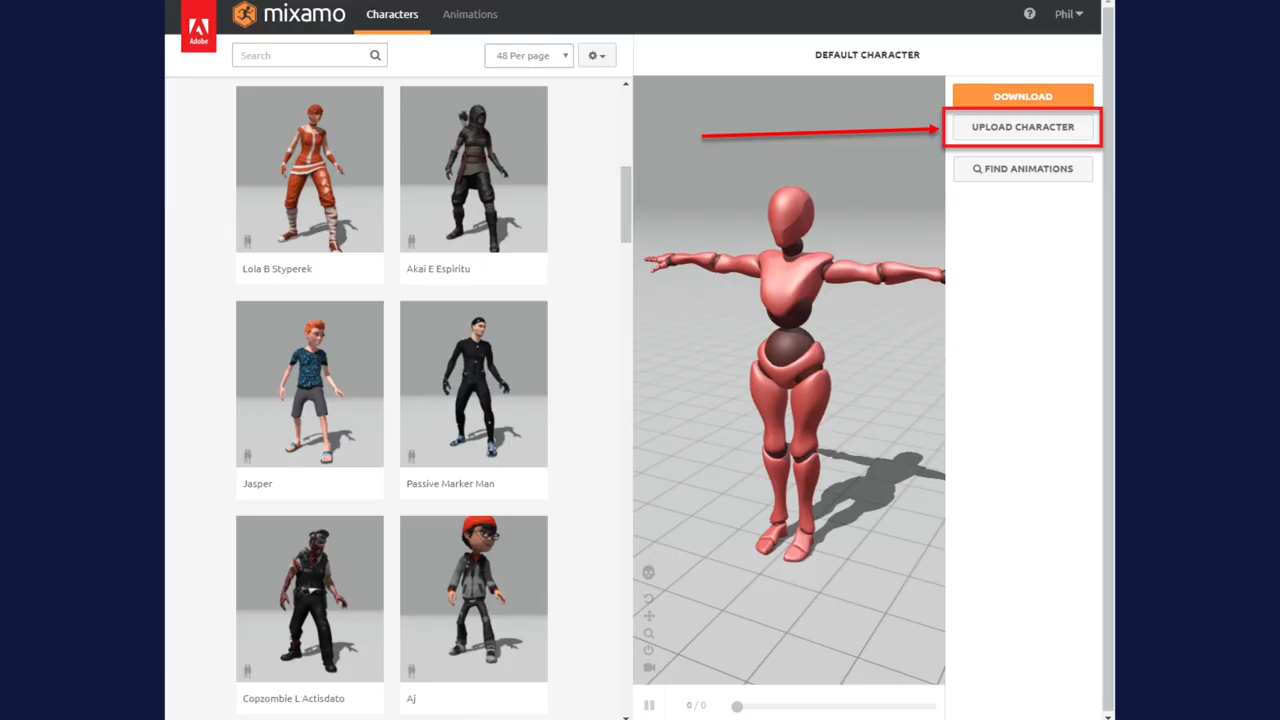 Adobe
mixamo
Characters
Animations
Phil
Search
48 Per page
DEFAULT CHARACTER
DOWNLOAD
UPLOAD CHARACTER
FIND ANIMATIONS
Lola B Styperek
Akai E Espiritu
Jasper
Passive Marker Man
Copzombie L Actisdato
Aj
0 / 0